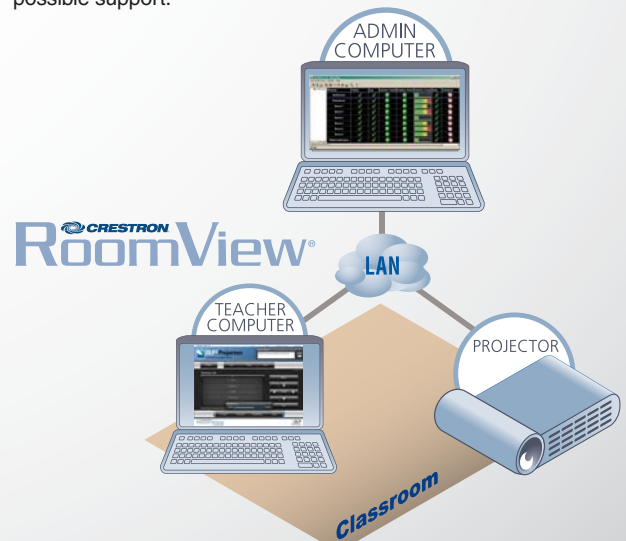 possible support.
ADMIN
COMPUTER
CRESTRON
RoomView®
LAN
TEACHER
COMPUTER
PROJECTOR
Classroom